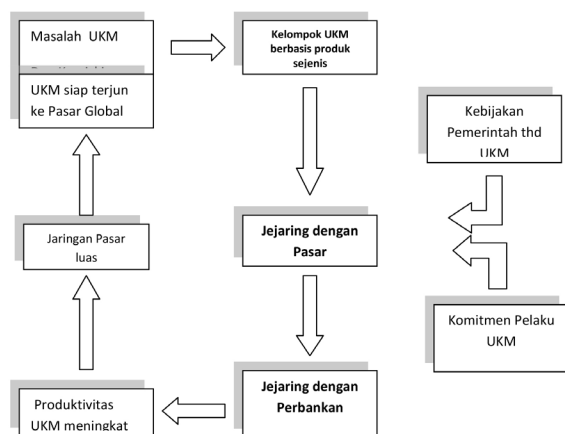 Masalah UKM
UKM siap terjun
ke Pasar Global
Kelompok UKM
berbasis produk
sejenis
Kebijakan
Pemerintah thd
UKM
Jaringan Pasar
luas
Jejaring dengan
Pasar
Komitmen Pelaku
UKM
Produktivitas
UKM meningkat
Jejaring dengan
Perbankan